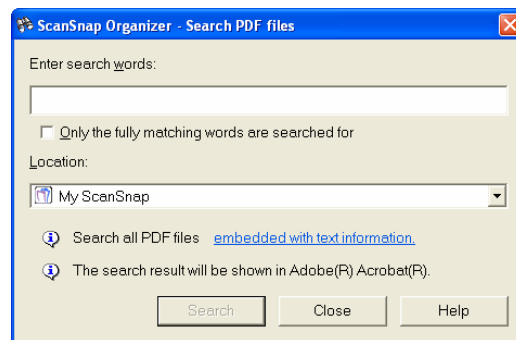 ScanSnap Organizer - Search PDF files
Enter search words:
Only the fully matching words are searched for
Location:
My ScanSnap
Search all PDF files embedded with text information.
The search result will be shown in Adobe(R) Acrobat(R).
Search Close Help